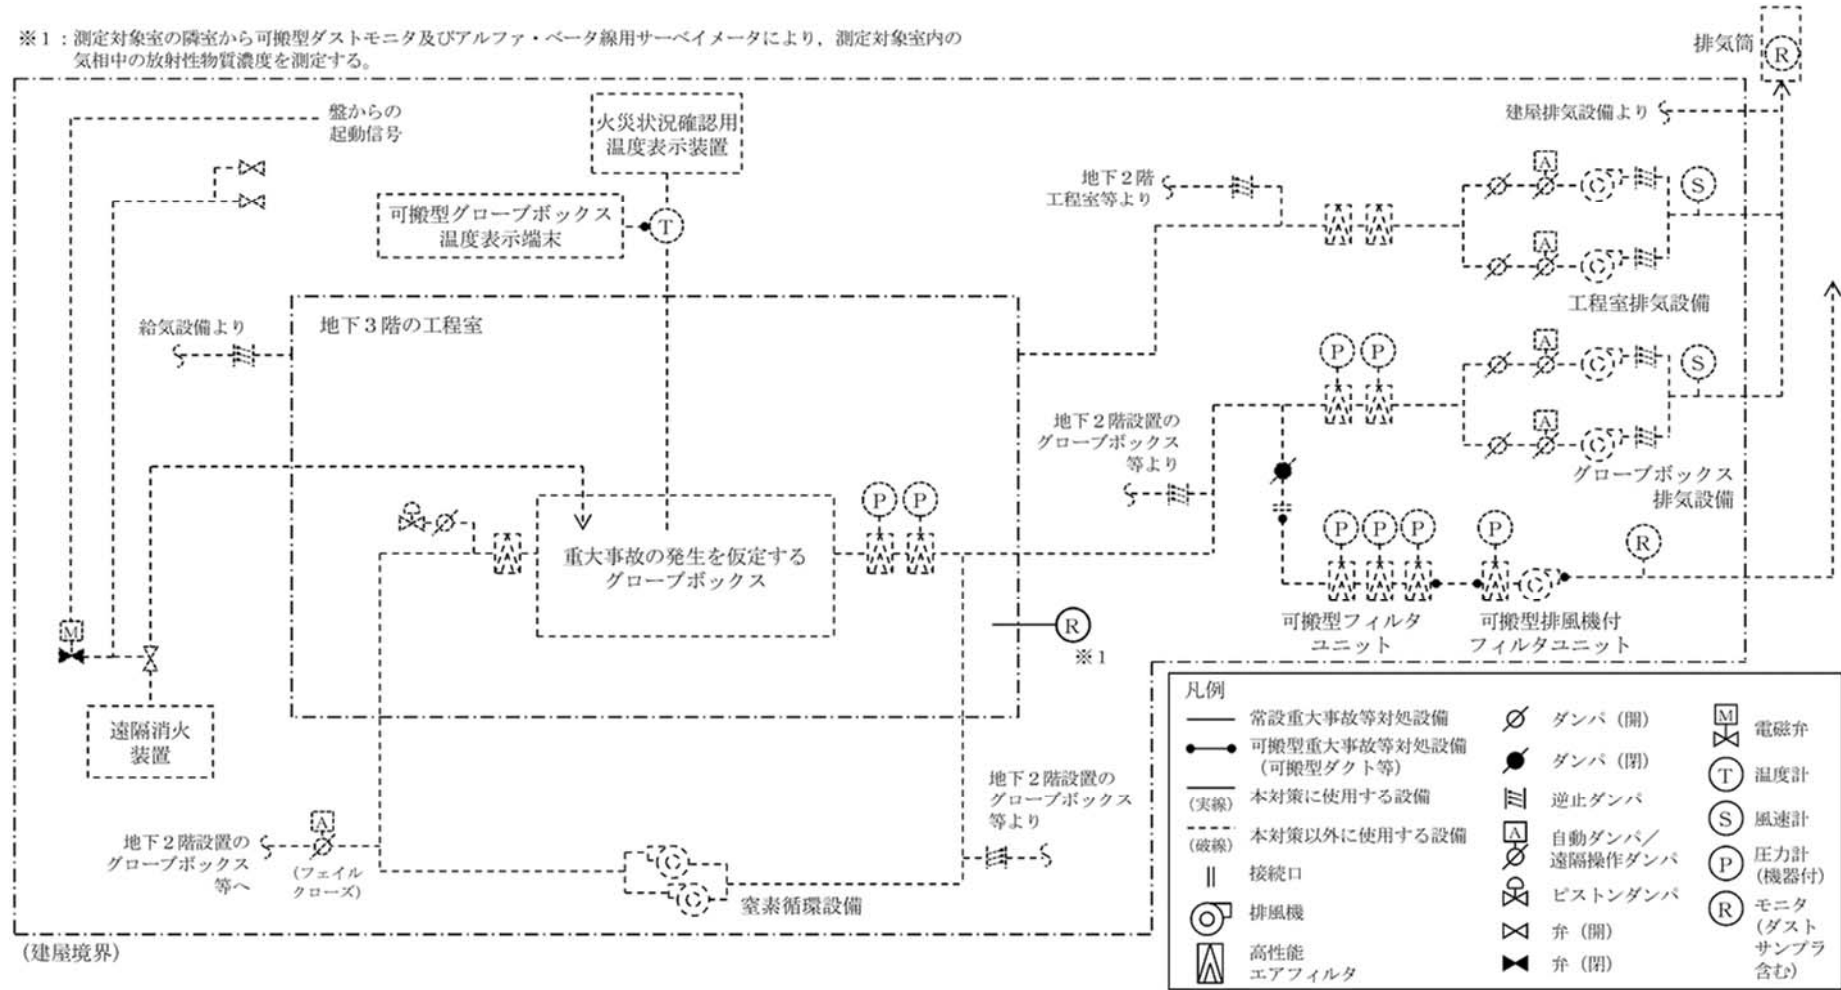 ※1：測定対象室の隣室から可搬型ダストモニタ及びアルファ・ベータ線用サーベイメータにより，測定対象室内の
気相中の放射性物質濃度を測定する。
排気筒
R
盤からの
起動信号
火災状況確認用
温度表示装置
建屋排気設備より
可搬型グローブボックス
温度表示端末
T
地下２階
工程室等より
A
S
A
工程室排気設備
給気設備より
地下３階の工程室
P
P
A
S
A
グローブボックス
排気設備
地下２階設置の
グローブボックス
等より
P
P
重大事故の発生を仮定する
グローブボックス
P
P
P
P
R
可搬型フィルタ
ユニット
可搬型排風機付
フィルタユニット
R
※1
M
遠隔消火
装置
地下２階設置の
グローブボックス
等へ
A
(フェイル
クローズ)
窒素循環設備
地下２階設置の
グローブボックス
等より
(建屋境界)
凡例
常設重大事故等対処設備
可搬型重大事故等対処設備
（可搬型ダクト等）
(実線) 本対策に使用する設備
(破線) 本対策以外に使用する設備
接続口
排風機
高性能
エアフィルタ
ダンパ（開）
ダンパ（閉）
逆止ダンパ
A 自動ダンパ／
遠隔操作ダンパ
ピストンダンパ
弁（開）
弁（閉）
M 電磁弁
T 温度計
S 風速計
P 圧力計
(機器付)
R モニタ
(ダスト
サンプラ
含む)